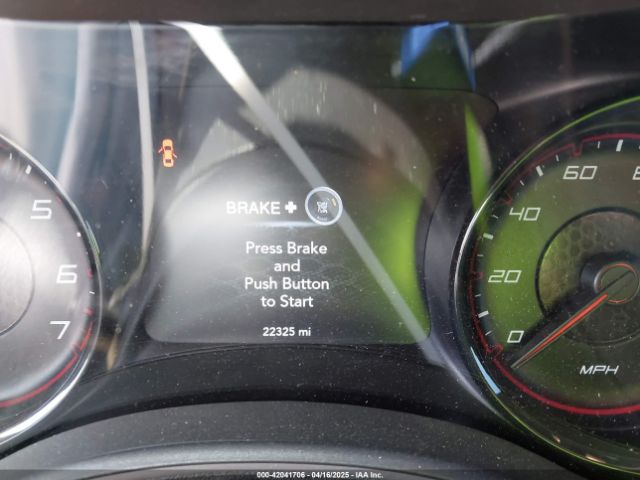 BRAKE +
Press Brake
and
Push Button
to Start
22325 mi
5
6
7
0
20
40
60
8
MPH
000-42041706 - 04/16/2025 - IAA Inc.